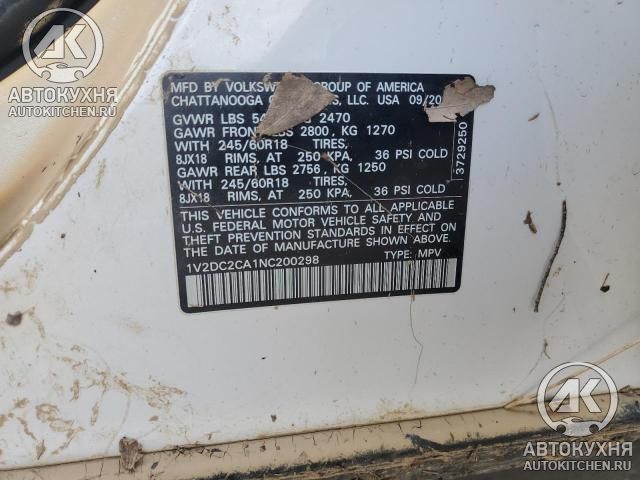 АК
АВТОКУХНЯ
AUTOKITCHEN.RU
MFD BY VOLKSW GROUP OF AMERICA
CHATTANOOGA LLC. USA 09/20
GVWR LBS 2470
GAWR FRONT LBS 2800, KG 1270
WITH 245/60R18 TIRES,
8JX18 RIMS, AT 250 KPA, 36 PSI COLD
GAWR REAR LBS 2756, KG 1250
WITH 245/60R18 TIRES,
8JX18 RIMS, AT 250 KPA, 36 PSI COLD
THIS VEHICLE CONFORMS TO ALL APPLICABLE
U.S. FEDERAL MOTOR VEHICLE SAFETY AND
THEFT PREVENTION STANDARDS IN EFFECT ON
THE DATE OF MANUFACTURE SHOWN ABOVE.
1V2DC2CA1NC200298 TYPE: MPV
3729250
АК
АВТОКУХНЯ
AUTOKITCHEN.RU